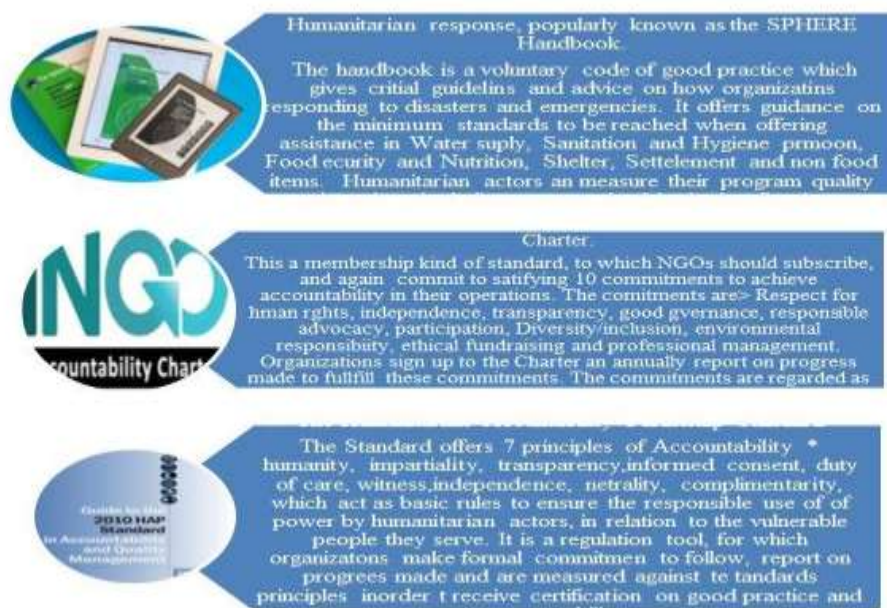 Humanitarian response, popularly known as the SPHERE
Handbook.
The handbook is a voluntary code of good practice which
gives critial guidelins and advice on how organizatins
responding to disasters and emergencies. It offers guidance on
the minimum standards to be reached when offering
assistance in Water suply, Sanitation and Hygiene prmoon,
Food ecurity and Nutrition, Shelter, Settelement and non food
items. Humanitarian actors an measure their program quality
NGO
ountability Chart
Charter.
This a membership kind of standard, to which NGOs should subscribe,
and again commit to satifying 10 commitments to achieve
accountability in their operations. The comitments are> Respect for
hman rghts, independence, transparency, good gvernance, responsible
advocacy, participation, Diversity/inclusion, environmental
responsibiity, ethical fundraising and professional management.
Organizations sign up to the Charter an annually report on progress
made to fullfill these commitments. The commitments are regarded as
Guide to the
2010 HAP
Standard
in Accountability
and Quality
Management
The Standard offers 7 principles of Accountability *
humanity, impartiality, transparency,informed consent, duty
of care, witness,independence, netrality, complimentarity,
which act as basic rules to ensure the responsible use of of
power by humanitarian actors, in relation to the vulnerable
people they serve. It is a regulation tool, for which
organizatons make formal commitmen to follow, report on
progrees made and are measured against te tandards
principles inorder t receive certification on good practice and